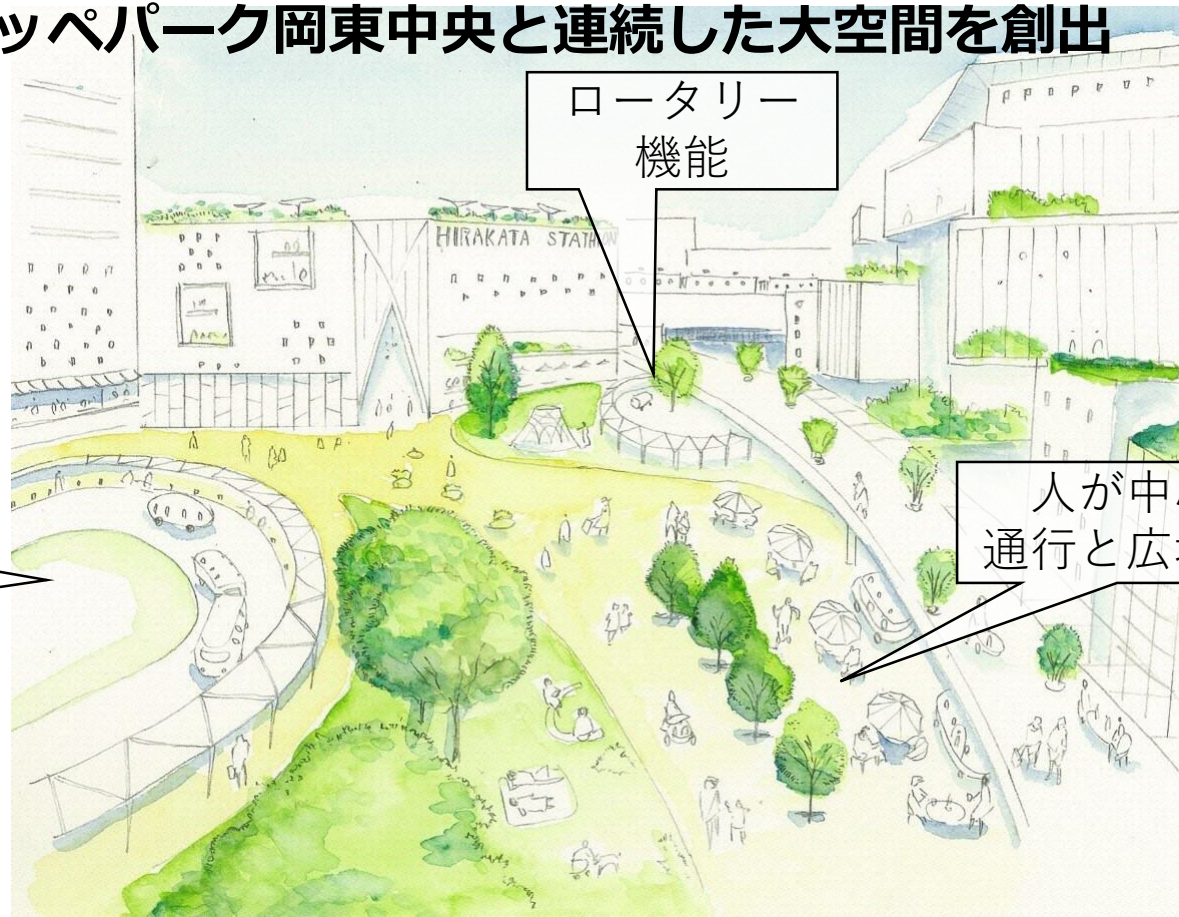 ッペパーク岡東中央と連続した大空間を創出
ロータリー
機能
HIRAKATA STATION
人が中
通行と広